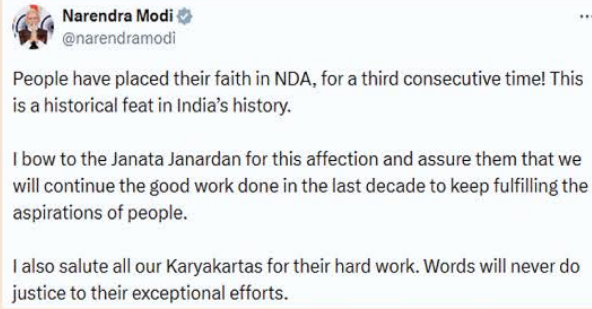 Narendra Modi
@narendramodi
People have placed their faith in NDA, for a third consecutive time! This
is a historical feat in India's history.
I bow to the Janata Janardan for this affection and assure them that we
will continue the good work done in the last decade to keep fulfilling the
aspirations of people.
I also salute all our Karyakartas for their hard work. Words will never do
justice to their exceptional efforts.